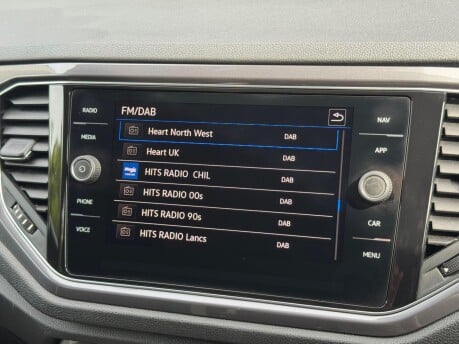 RADIO
MEDIA
PHONE
VOICE
FM/DAB
Heart North West DAB
Heart UK DAB
HITS RADIO CHIL DAB
HITS RADIO 00s DAB
HITS RADIO 90s DAB
HITS RADIO Lancs DAB
NAV
APP
CAR
MENU